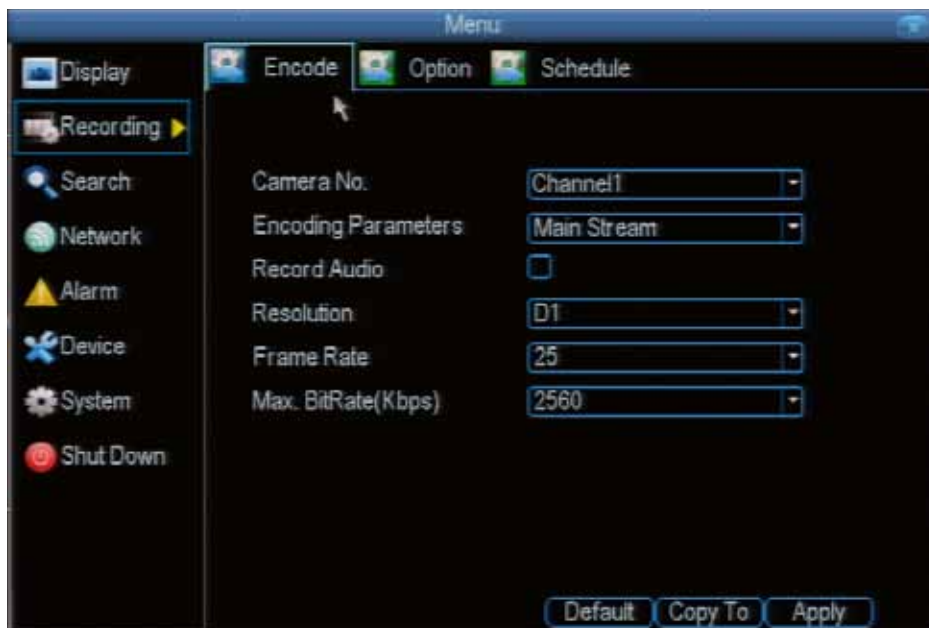 Menu
Display
Recording
Search
Network
Alarm
Device
System
Shut Down
Encode Option Schedule
Camera No. Channel1
Encoding Parameters Main Stream
Record Audio
Resolution D1
Frame Rate 25
Max. BitRate(Kbps) 2560
Default Copy To Apply